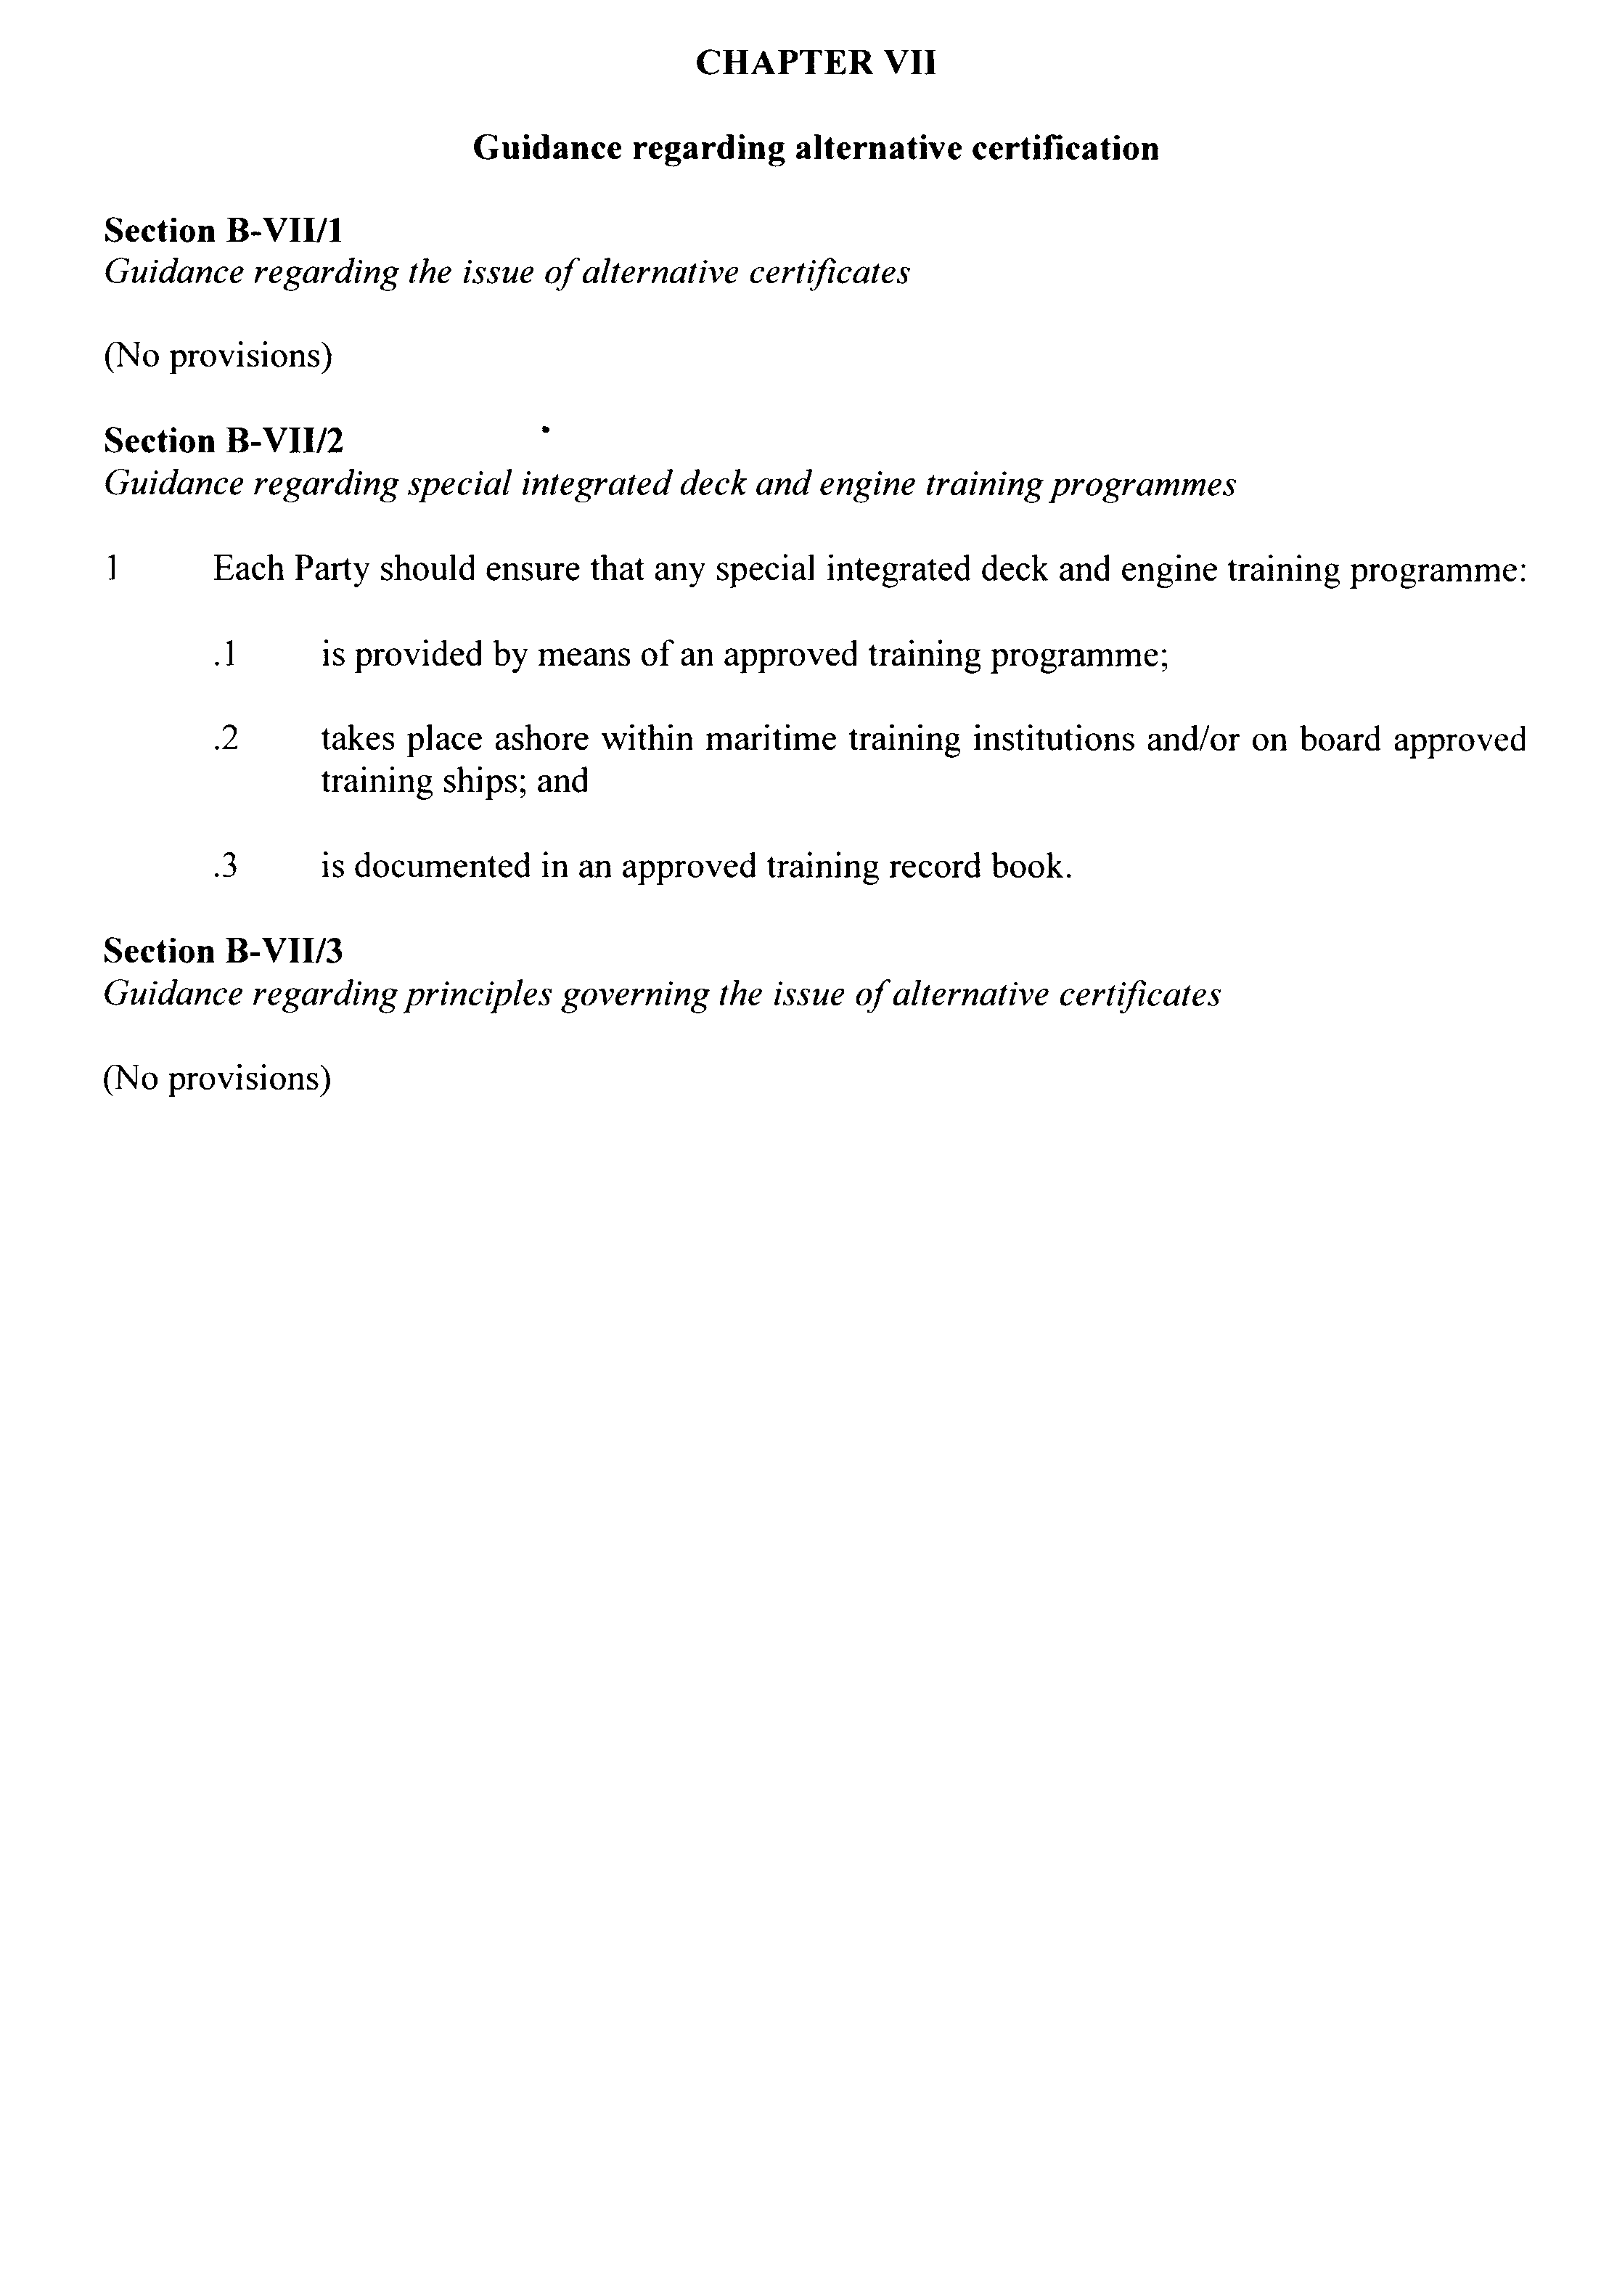 CHAPTER VII
Guidance regarding alternative certification
Section B-VII/1
Guidance regarding the issue of alternative certificates
(No provisions)
Section B-VII/2
Guidance regarding special integrated deck and engine training programmes
1 Each Party should ensure that any special integrated deck and engine training programme:
.1 is provided by means of an approved training programme;
.2 takes place ashore within maritime training institutions and/or on board approved
training ships; and
.3 is documented in an approved training record book.
Section B-VII/3
Guidance regarding principles governing the issue of alternative certificates
(No provisions)